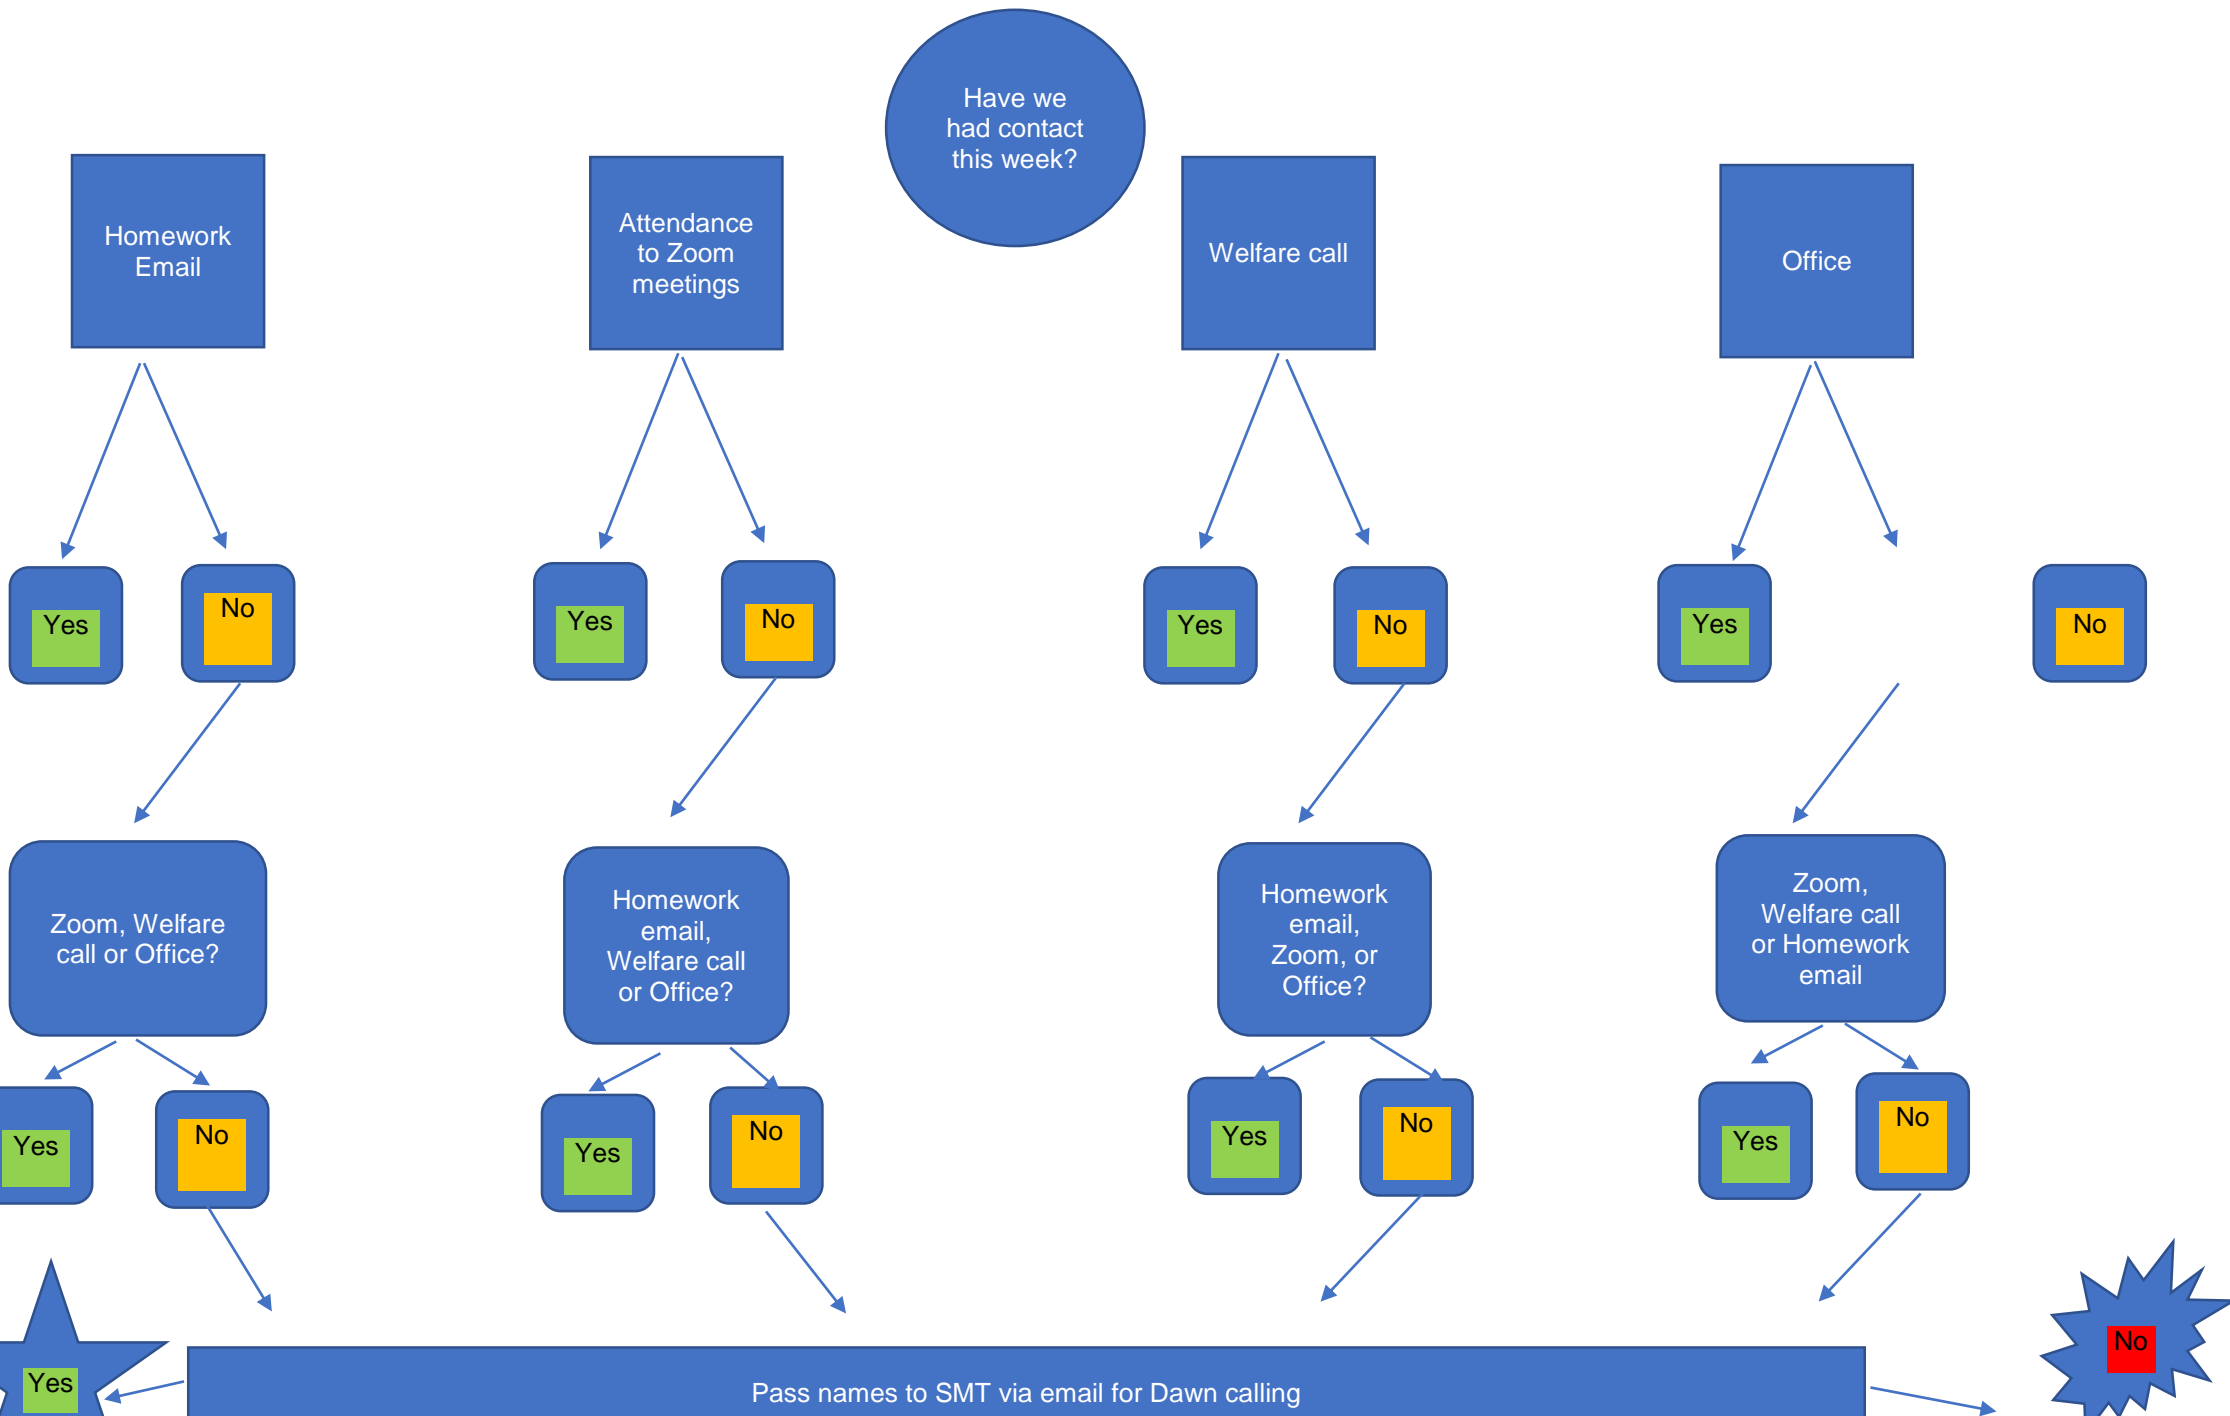 Have we
had contact
this week?
Homework
Email
Attendance
to Zoom
meetings
Welfare call
Office
Yes
No
Yes
No
Yes
No
Yes
No
Zoom, Welfare
call or Office?
Homework
email,
Welfare call
or Office?
Homework
email,
Zoom, or
Office?
Zoom,
Welfare call
or Homework
email
Yes
No
Yes
No
Yes
No
Yes
No
Yes
Pass names to SMT via email for Dawn calling
No